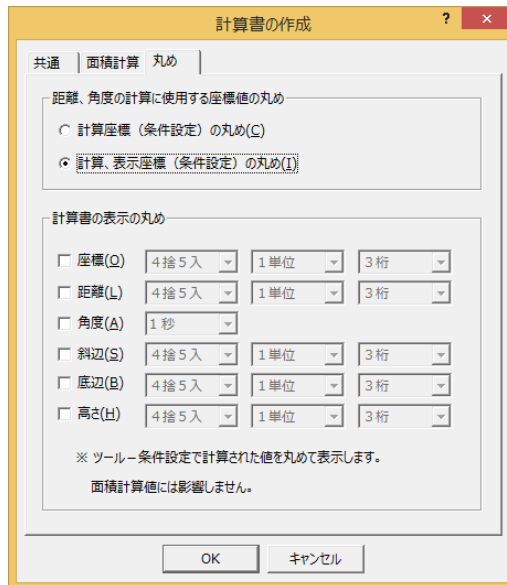 計算書の作成
? ×
共通 面積計算 丸め
距離、角度の計算に使用する座標値の丸め
計算座標（条件設定）の丸め(C)
計算、表示座標（条件設定）の丸め(I)
計算書の表示の丸め
座標(O) 4捨5入 1単位 3桁
距離(L) 4捨5入 1単位 3桁
角度(A) 1秒
斜辺(S) 4捨5入 1単位 3桁
底辺(B) 4捨5入 1単位 3桁
高さ(H) 4捨5入 1単位 3桁
※ ツール－条件設定で計算された値を丸めて表示します。
面積計算値には影響しません。
OK キャンセル